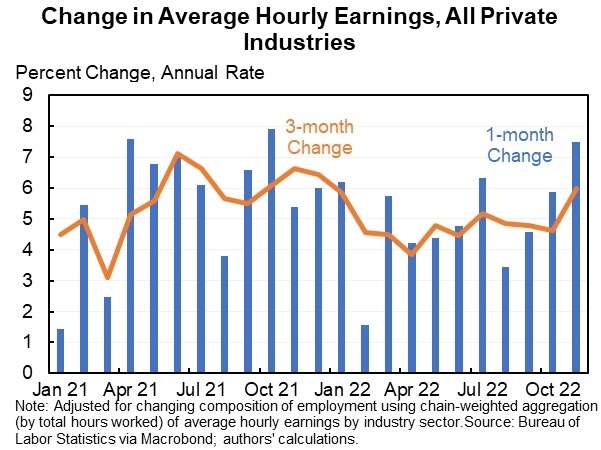 Change in Average Hourly Earnings, All Private
Industries
Percent Change, Annual Rate
9
8
7
6
5
4
3
2
1
0
3-month
Change
1-month
Change
Jan 21 Apr 21 Jul 21 Oct 21 Jan 22 Apr 22 Jul 22 Oct 22
Note: Adjusted for changing composition of employment using chain-weighted aggregation
(by total hours worked) of average hourly earnings by industry sector.Source: Bureau of
Labor Statistics via Macrobond; authors' calculations.